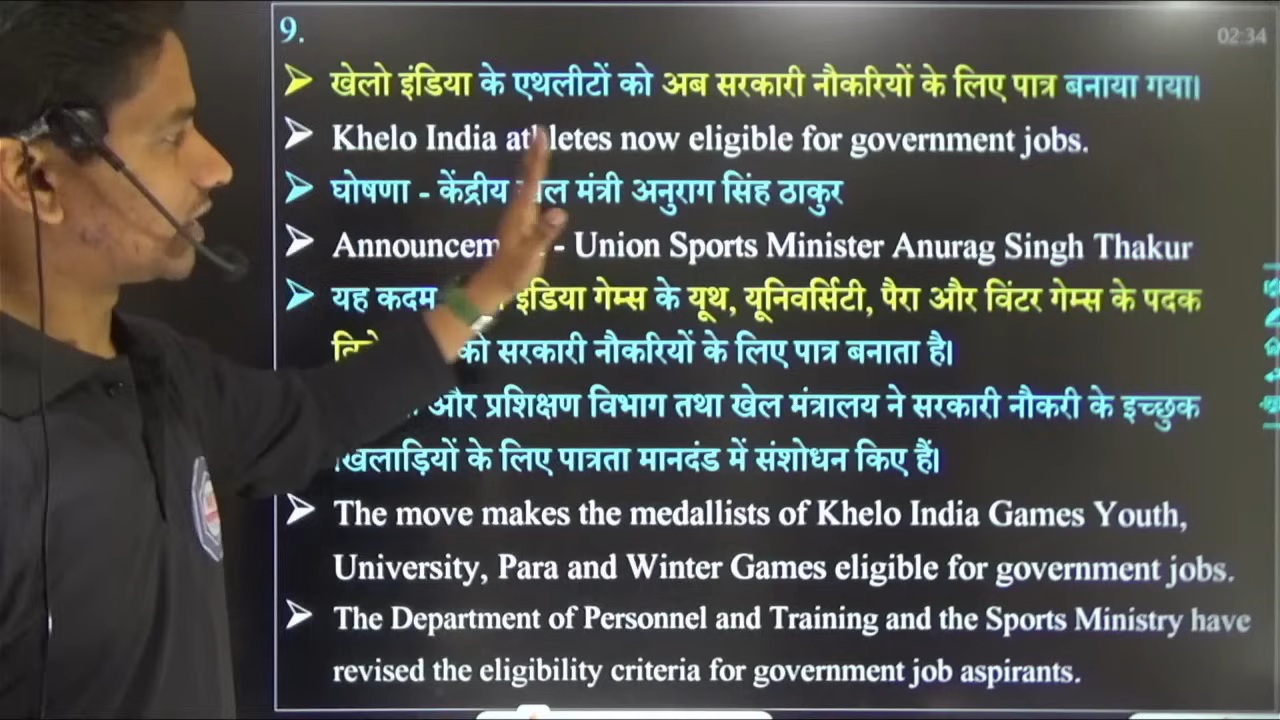 9.
02:34
➤ खेलो इंडिया के एथलीटों को अब सरकारी नौकरियों के लिए पात्र बनाया गया।
➤ Khelo India athletes now eligible for government jobs.
➤ घोषणा - केंद्रीय मंत्री अनुराग सिंह ठाकुर
➤ - Union Sports Minister Anurag Singh Thakur
➤ यह कदम इंडिया गेम्स के यूथ, यूनिवर्सिटी, पैरा और विंटर गेम्स के पदक
को सरकारी नौकरियों के लिए पात्र बनाता है।
और प्रशिक्षण विभाग तथा खेल मंत्रालय ने सरकारी नौकरी के इच्छुक
खिलाड़ियों के लिए पात्रता मानदंड में संशोधन किए हैं।
➤ The move makes the medallists of Khelo India Games Youth,
University, Para and Winter Games eligible for government jobs.
➤ The Department of Personnel and Training and the Sports Ministry have
revised the eligibility criteria for government job aspirants.